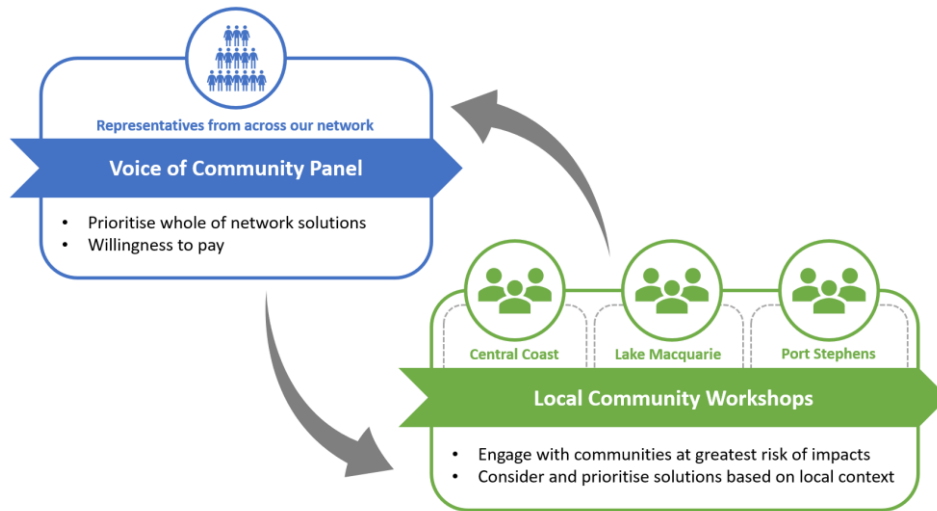 Representatives from across our network
Voice of Community Panel
• Prioritise whole of network solutions
• Willingness to pay
Central Coast
Lake Macquarie
Port Stephens
Local Community Workshops
• Engage with communities at greatest risk of impacts
• Consider and prioritise solutions based on local context